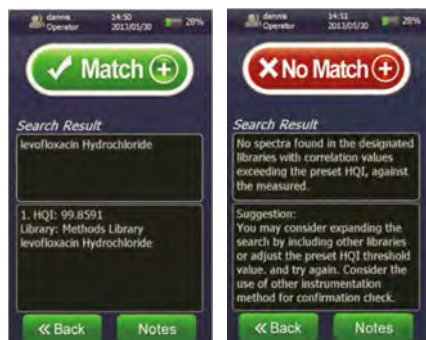 dannis
Operator
14:50
2013/05/30
28%
Match
Search Result
levofloxacin Hydrochloride
1. HQI: 99.8591
Library: Methods Library
levofloxacin Hydrochloride
Back
Notes
dannis
Operator
14:51
2013/05/30
28%
No Match
Search Result
No spectra found in the designated
libraries with correlation values
exceeding the preset HQI, against
the measured.
Suggestion:
You may consider expanding the
search by including other libraries
or adjust the preset HQI threshold
value. and try again. Consider the
use of other instrumentation
method for confirmation check.
Back
Notes